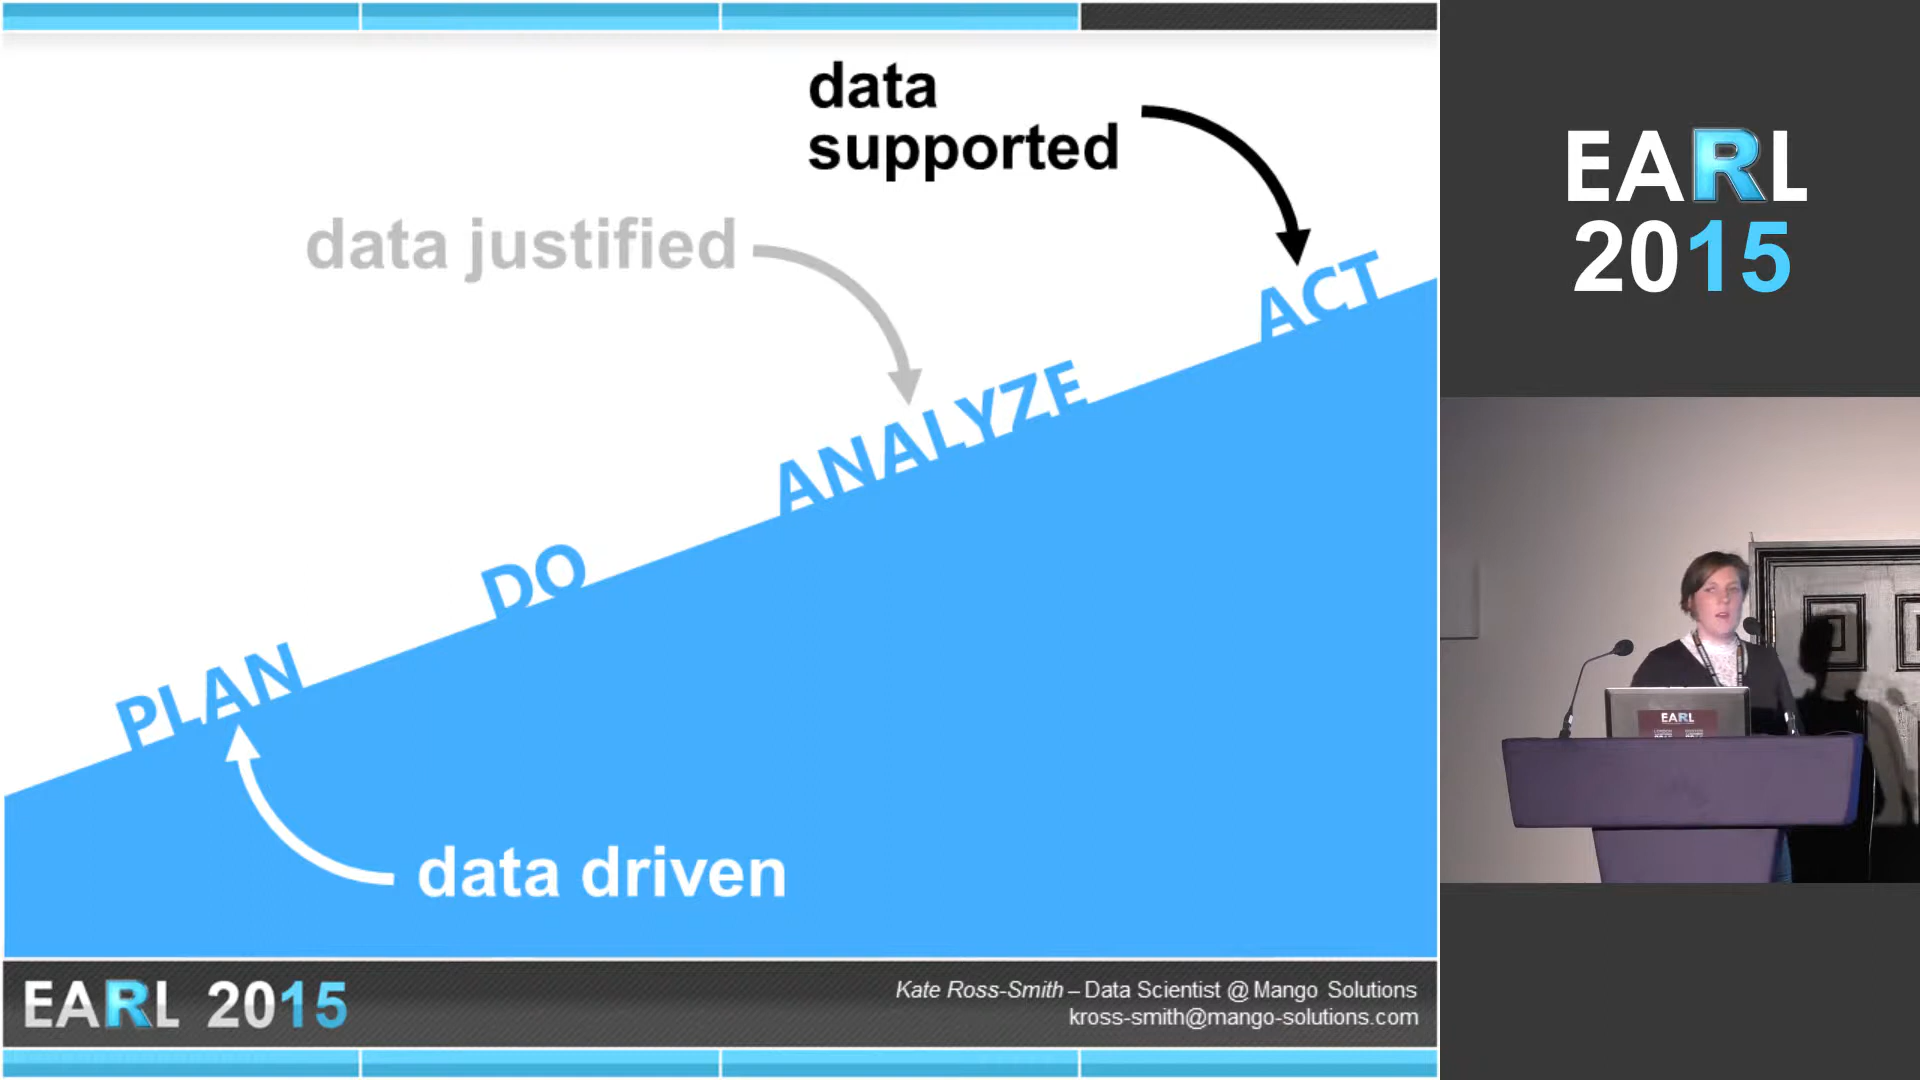 data
supported
data justified
ACT
ANALYZE
DO
PLAN
data driven
EARL 2015
Kate Ross-Smith – Data Scientist @ Mango Solutions
kross-smith@mango-solutions.com
EARL
2015
EARL